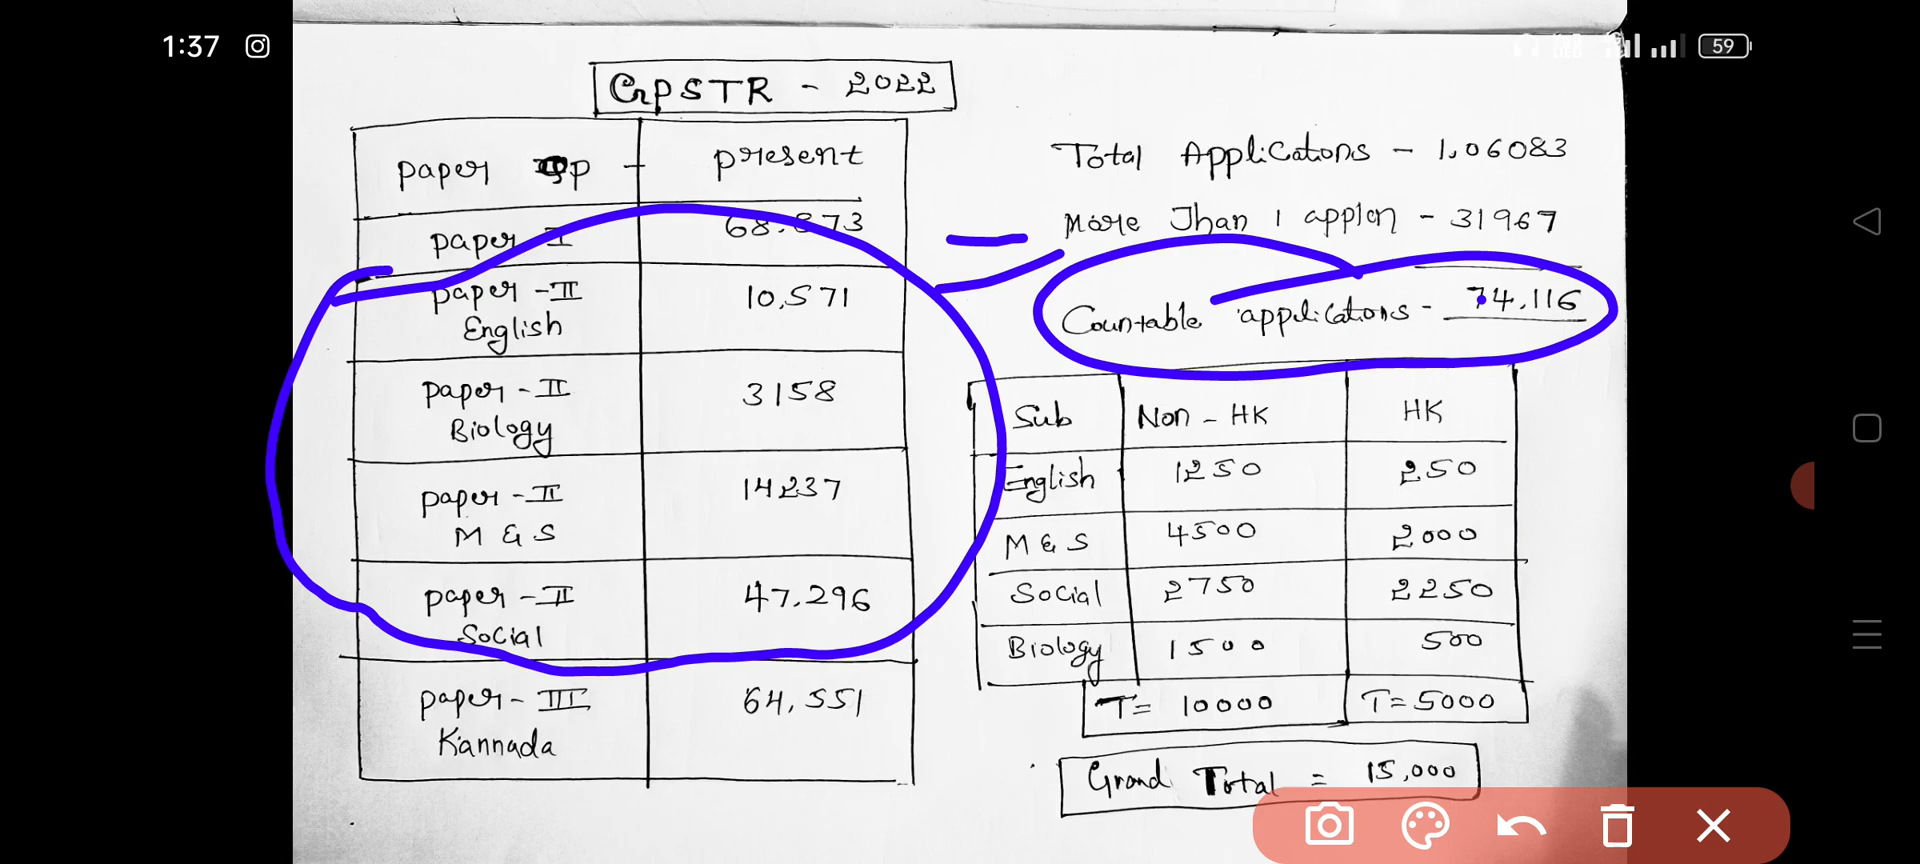 1:37
59
GPSTR - 2022
paper p - present
paper I 68.873
paper -II 10,571
English
paper - II 3158
Biology
paper - II 14237
M & S
paper - II 47.296
Social
paper - III 64,551
Kannada
Total Applications - 1,06083
More Than 1 applcn - 31967
Countable applications - 74,116
Sub Non - HK HK
English 1250 250
M & S 4500 2000
Social 2750 2250
Biology 1500 500
T= 10000 T= 5000
Grand Total = 15,000